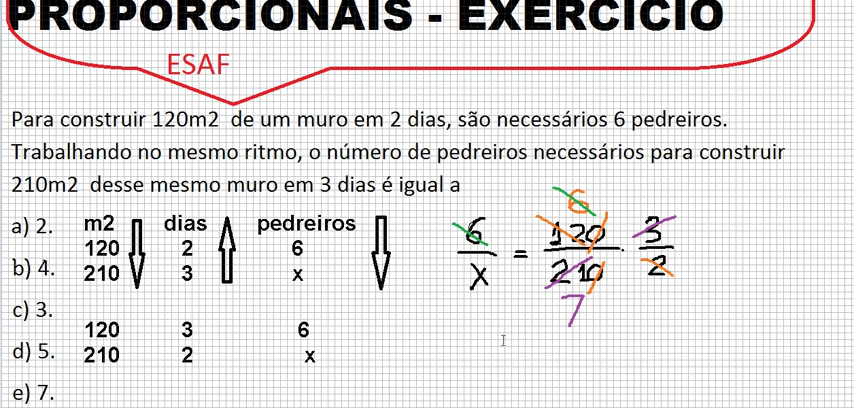 PROPORCIONAIS - EXERCÍCIO
ESAF
Para construir 120m2 de um muro em 2 dias, são necessários 6 pedreiros.
Trabalhando no mesmo ritmo, o número de pedreiros necessários para construir
210m2 desse mesmo muro em 3 dias é igual a
a) 2.
b) 4.
c) 3.
d) 5.
e) 7.
m2 dias pedreiros
120 2 6
210 3 x
120 3 6
210 2 x
6
6 = 120 . 3
x 210 2
7